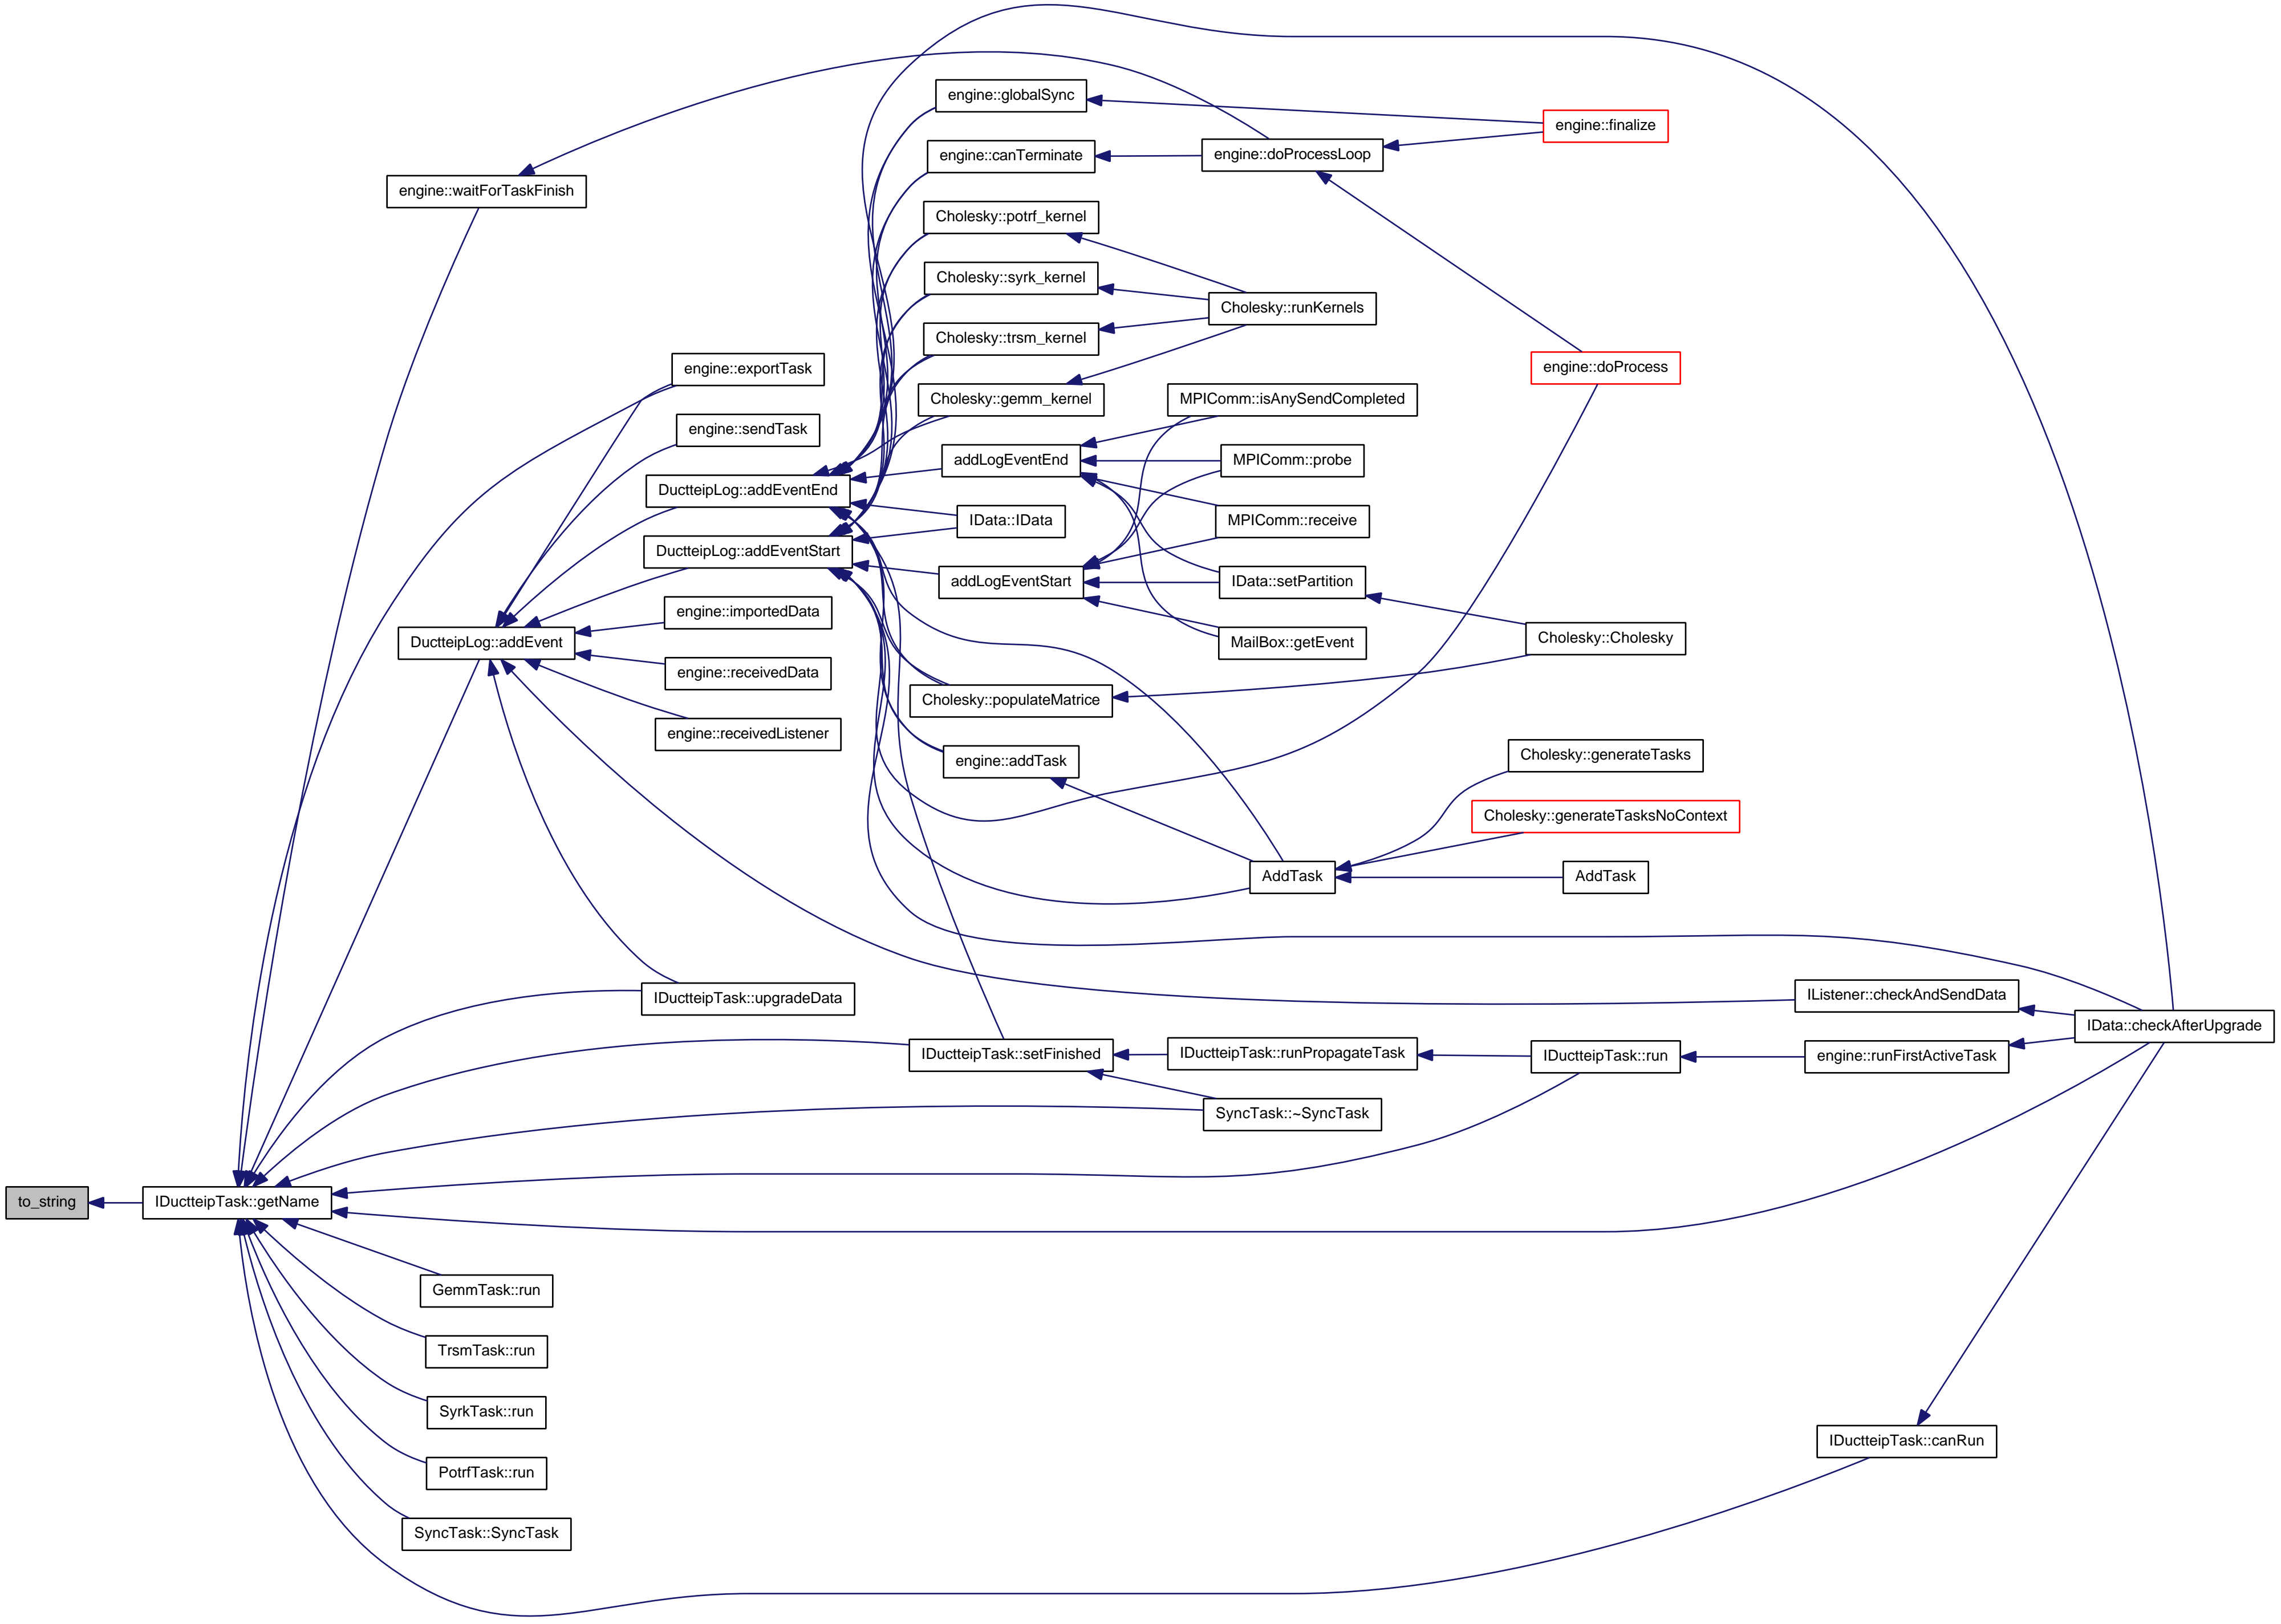 engine::globalSync
engine::finalize
engine::canTerminate
engine::doProcessLoop
engine::waitForTaskFinish
Cholesky::potrf_kernel
Cholesky::syrk_kernel
Cholesky::runKernels
Cholesky::trsm_kernel
engine::exportTask
engine::doProcess
Cholesky::gemm_kernel
MPIComm::isAnySendCompleted
engine::sendTask
addLogEventEnd
MPIComm::probe
DuctteipLog::addEventEnd
IData::IData
MPIComm::receive
DuctteipLog::addEventStart
addLogEventStart
IData::setPartition
engine::importedData
DuctteipLog::addEvent
MailBox::getEvent
Cholesky::Cholesky
engine::receivedData
Cholesky::populateMatrice
engine::receivedListener
engine::addTask
Cholesky::generateTasks
Cholesky::generateTasksNoContext
AddTask
AddTask
IDuctteipTask::upgradeData
IListener::checkAndSendData
IData::checkAfterUpgrade
IDuctteipTask::setFinished
IDuctteipTask::runPropagateTask
IDuctteipTask::run
engine::runFirstActiveTask
SyncTask::~SyncTask
to_string
IDuctteipTask::getName
GemmTask::run
TrsmTask::run
SyrkTask::run
IDuctteipTask::canRun
PotrfTask::run
SyncTask::SyncTask